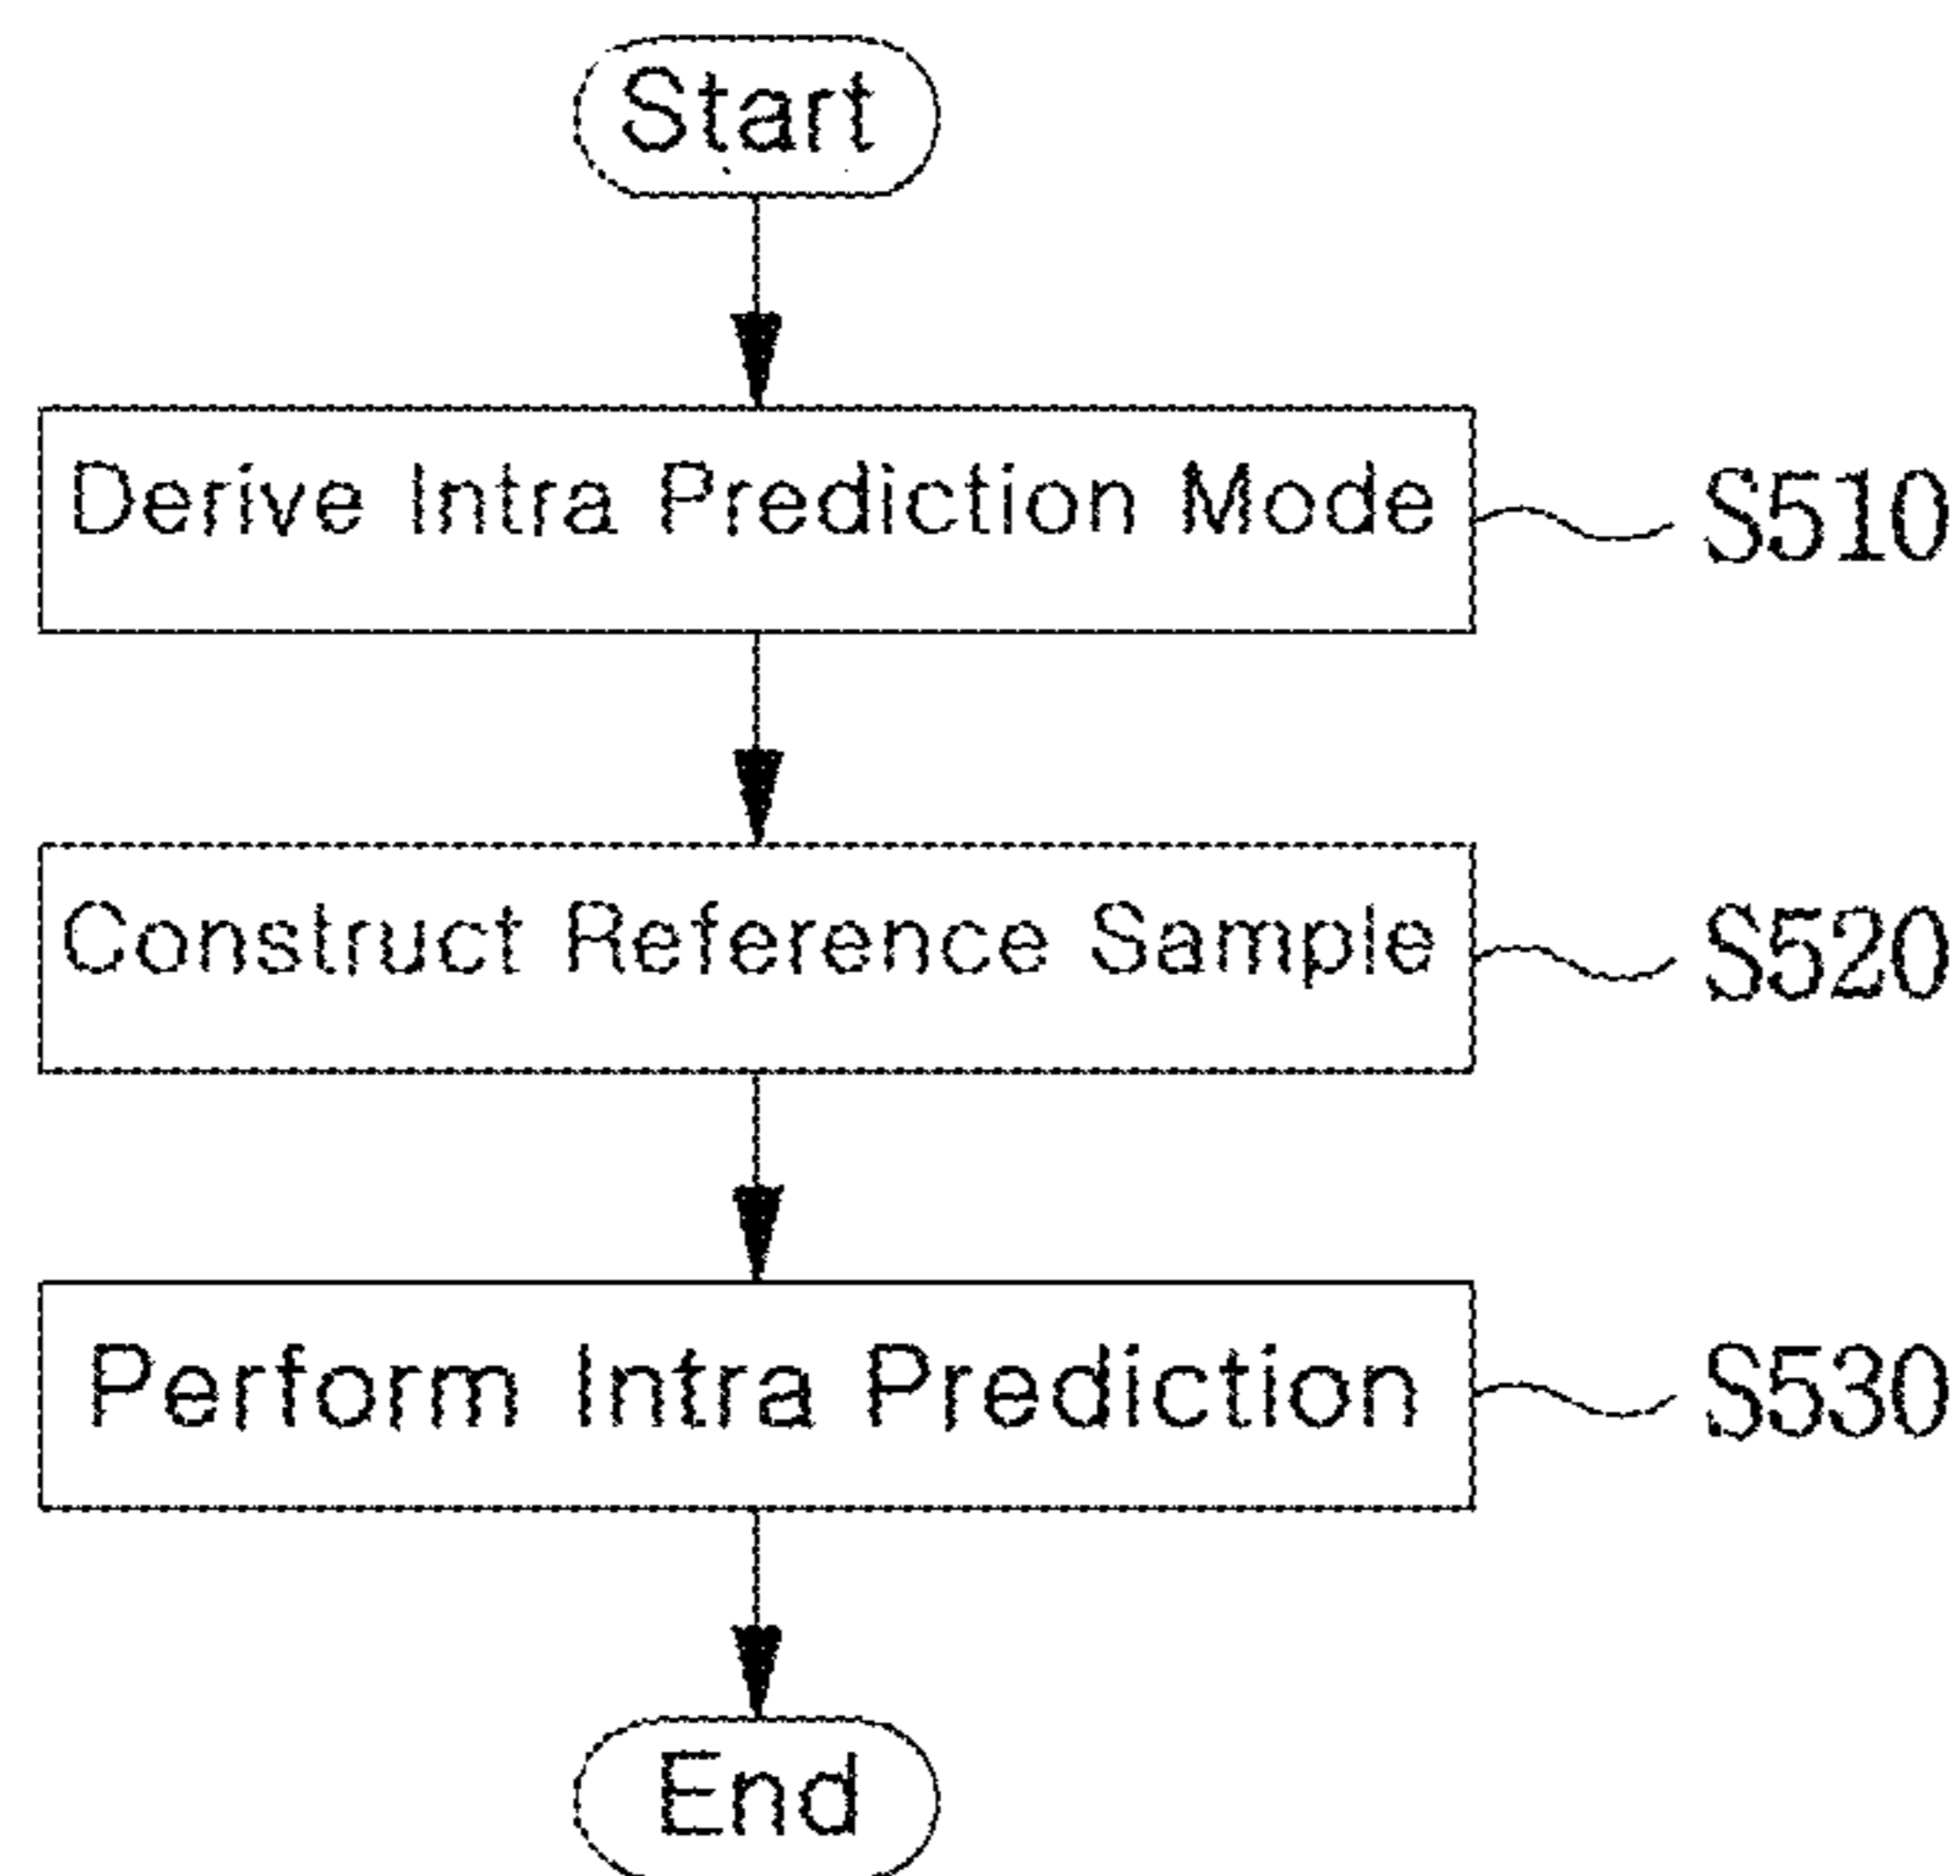 Start
Derive Intra Prediction Mode S510
Construct Reference Sample S520
Perform Intra Prediction S530
End